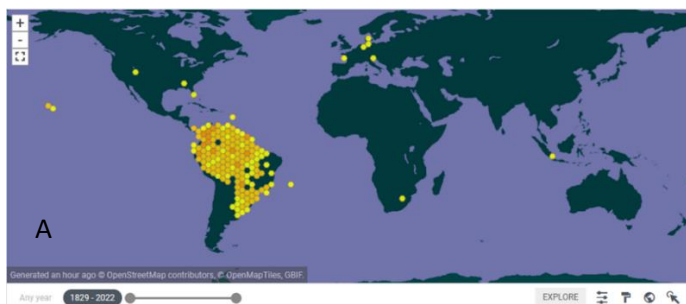 +
-
A
Generated an hour ago © OpenStreetMap contributors, © OpenMapTiles, GBIF.
Any year 1829 - 2022 EXPLORE